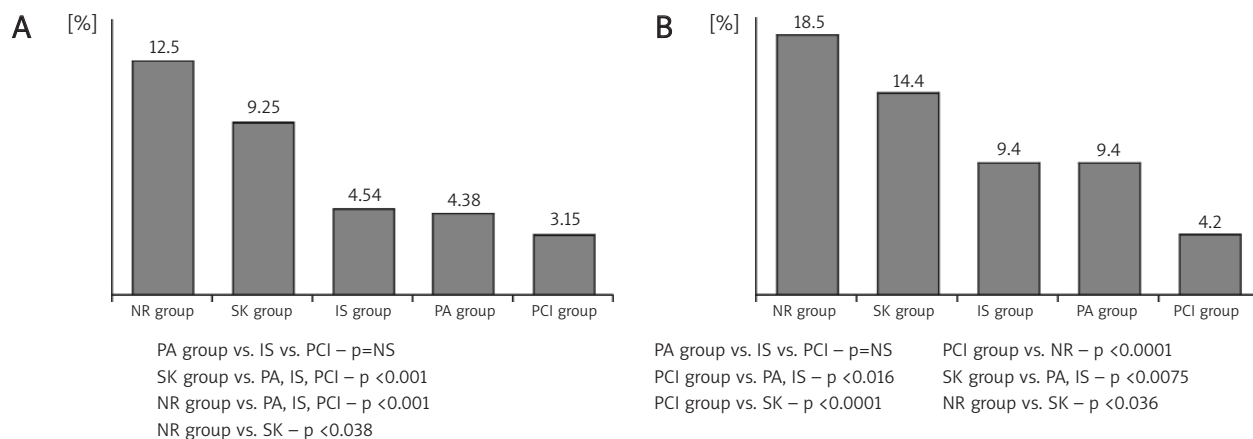 A
[%]
12.5
9.25
4.54
4.38
3.15
NR group
SK group
IS group
PA group
PCI group
PA group vs. IS vs. PCI – p=NS
SK group vs. PA, IS, PCI – p <0.001
NR group vs. PA, IS, PCI – p <0.001
NR group vs. SK – p <0.038
B
[%]
18.5
14.4
9.4
9.4
4.2
NR group
SK group
IS group
PA group
PCI group
PA group vs. IS vs. PCI – p=NS
PCI group vs. PA, IS – p <0.016
PCI group vs. SK – p <0.0001
PCI group vs. NR – p <0.0001
SK group vs. PA, IS – p <0.0075
NR group vs. SK – p <0.036